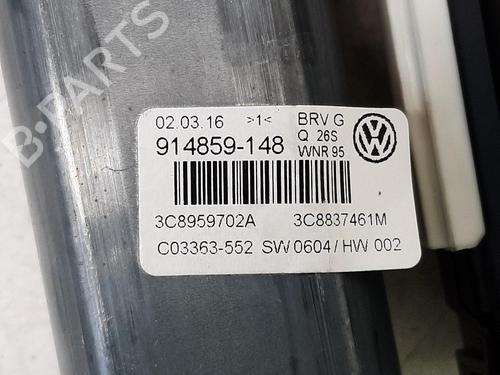 B-PARTS
02.03.16 >1< BRV G
914859-148 Q 26S
WNR 95
3C8959702A 3C8837461M
C03363-552 SW 0604 / HW 002
B-PARTS